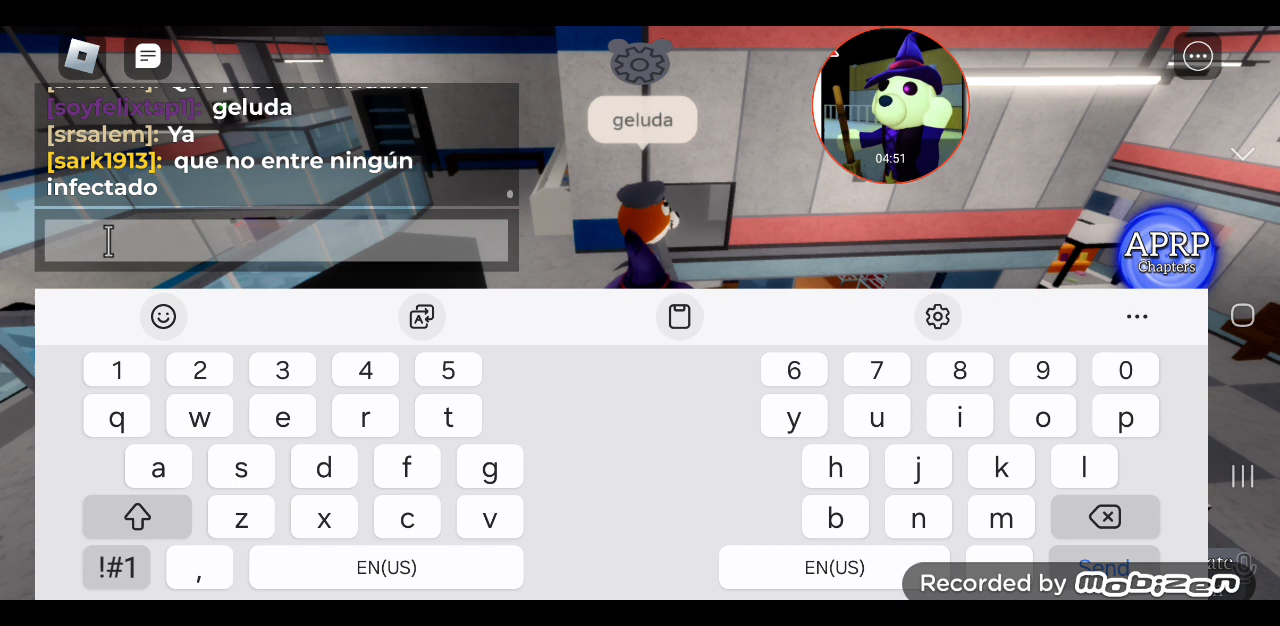 [soyfelixtspl]: geluda
[srsalem]: Ya
[sark1913]: que no entre ningún
infectado
geluda
04:51
APRP
Chapters
1 2 3 4 5 6 7 8 9 0
q w e r t y u i o p
a s d f g h j k l
z x c v b n m
!#1 , EN(US) EN(US) Send
Recorded by Mobizen